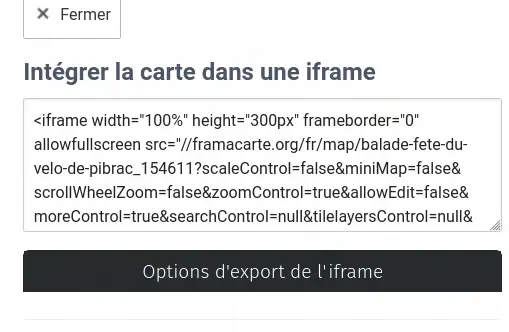 ✕ Fermer
Intégrer la carte dans une iframe
<iframe width="100%" height="300px" frameborder="0"
allowfullscreen src="//framacarte.org/fr/map/balade-fete-du-
velo-de-pibrac_154611?scaleControl=false&miniMap=false&
scrollWheelZoom=false&zoomControl=true&allowEdit=false&
moreControl=true&searchControl=null&tilelayersControl=null&
Options d'export de l'iframe